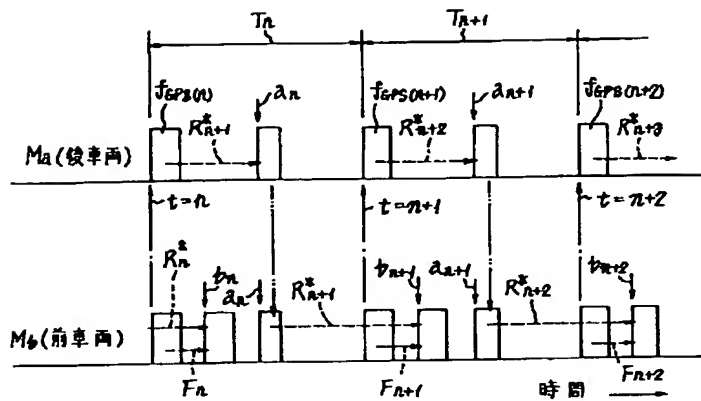 Tn Tn+1
fGPS(n) an fGPS(n+1) an+1 fGPS(n+2)
R*n+1 R*n+2 R*n+3
Ma(後車両)
t=n t=n+1 t=n+2
R*n bn an R*n+1 bn+1 an+1 R*n+2 bn+2
Mb(前車両)
Fn Fn+1 Fn+2
時間